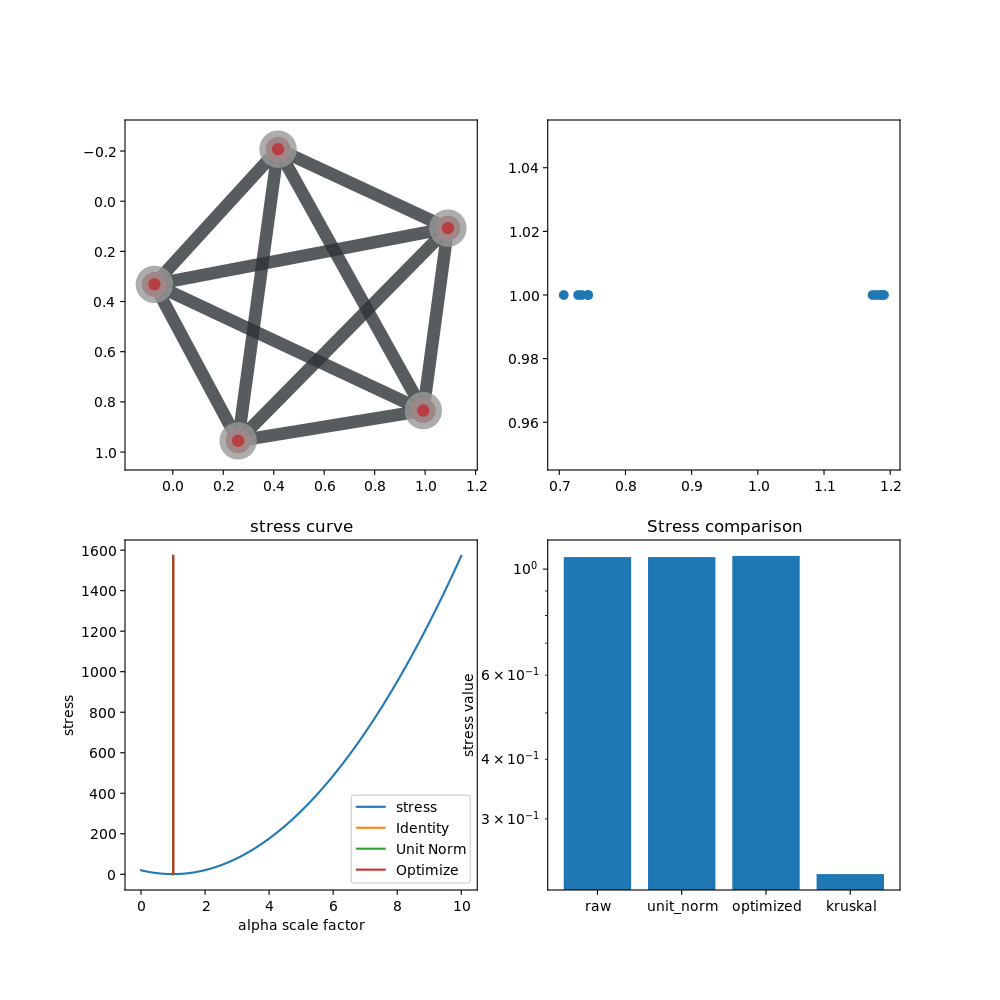 −0.2
0.0
0.2
0.4
0.6
0.8
1.0
0.0 0.2 0.4 0.6 0.8 1.0 1.2
1.04
1.02
1.00
0.98
0.96
0.7 0.8 0.9 1.0 1.1 1.2
stress curve
1600
1400
1200
1000
800
600
400
200
0
stress
stress
Identity
Unit Norm
Optimize
0 2 4 6 8 10
alpha scale factor
Stress comparison
10⁰
6 × 10⁻¹
4 × 10⁻¹
3 × 10⁻¹
stress value
raw unit_norm optimized kruskal